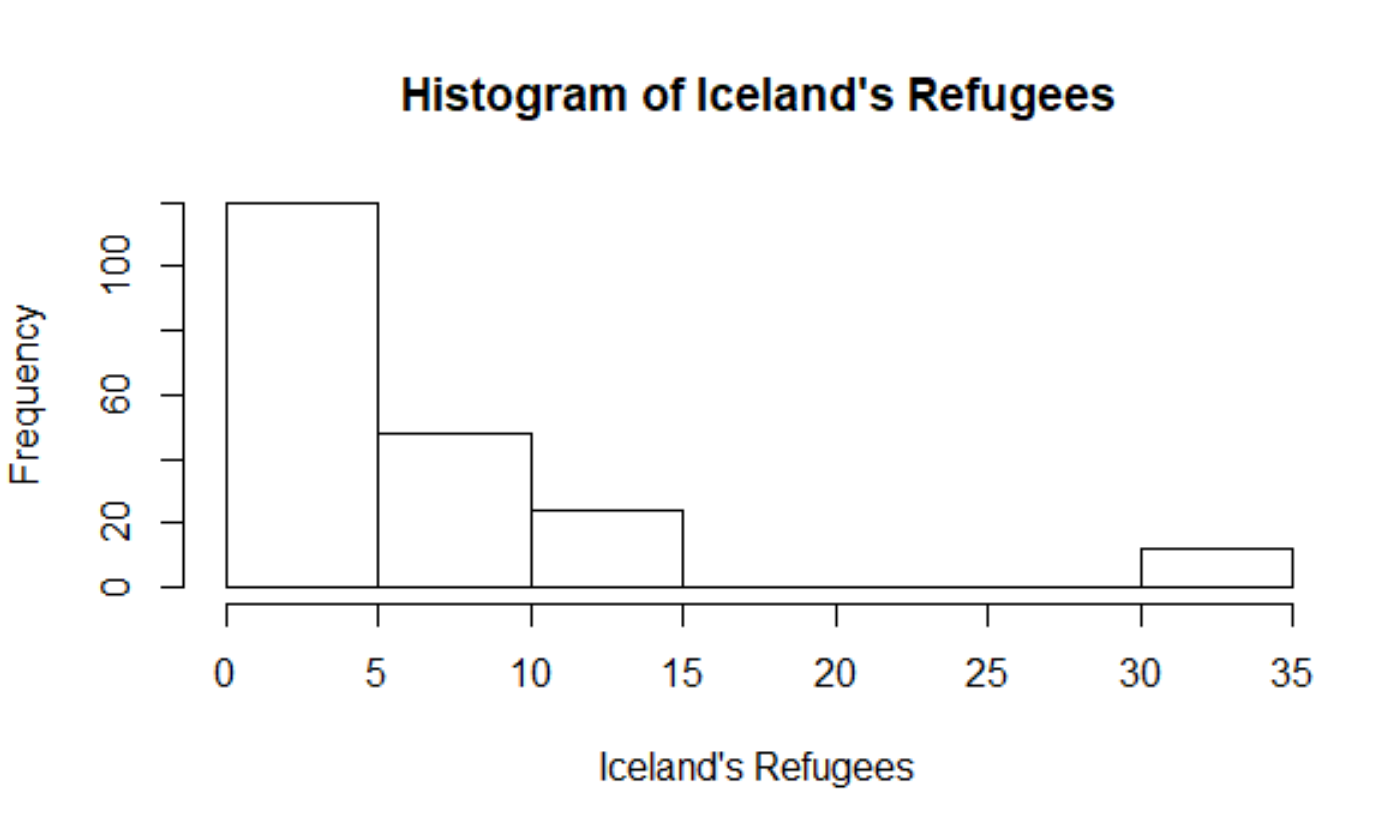 Histogram of Iceland's Refugees
Frequency
100
60
20
0
0 5 10 15 20 25 30 35
Iceland's Refugees